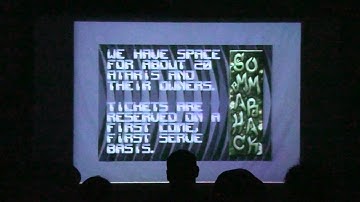 WE HAVE SPACE
FOR ABOUT 20
ATARIS AND
THEIR OWNERS.
TICKETS ARE
RESERVED ON A
FIRST COME,
FIRST SERVE
BASIS.